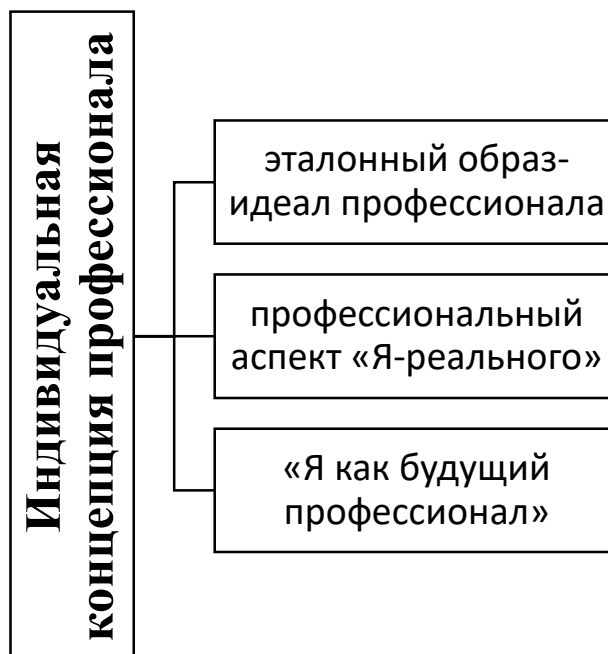 Индивидуальная
концепция профессионала
эталонный образ-
идеал профессионала
профессиональный
аспект «Я-реального»
«Я как будущий
профессионал»